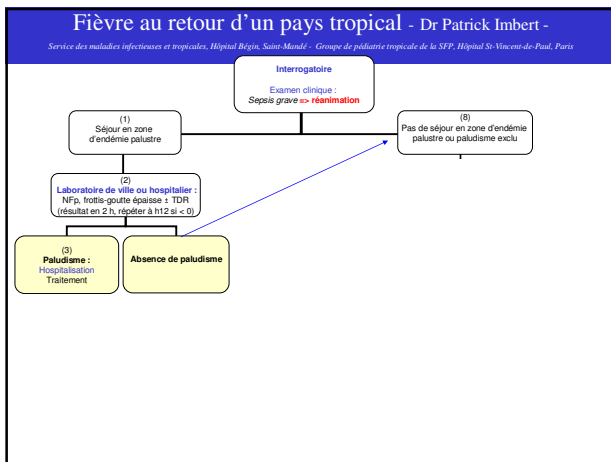 Fièvre au retour d'un pays tropical - Dr Patrick Imbert -
Service des maladies infectieuses et tropicales, Hôpital Bégin, Saint-Mandé - Groupe de pédiatrie tropicale de la SFP, Hôpital St-Vincent-de-Paul, Paris
Interrogatoire
Examen clinique :
Sepsis grave => réanimation
(1)
Séjour en zone
d'endémie palustre
(8)
Pas de séjour en zone d'endémie
palustre ou paludisme exclu
(2)
Laboratoire de ville ou hospitalier :
NFp, frottis-goutte épaisse ± TDR
(résultat en 2 h, répéter à h12 si < 0)
(3)
Paludisme :
Hospitalisation
Traitement
Absence de paludisme